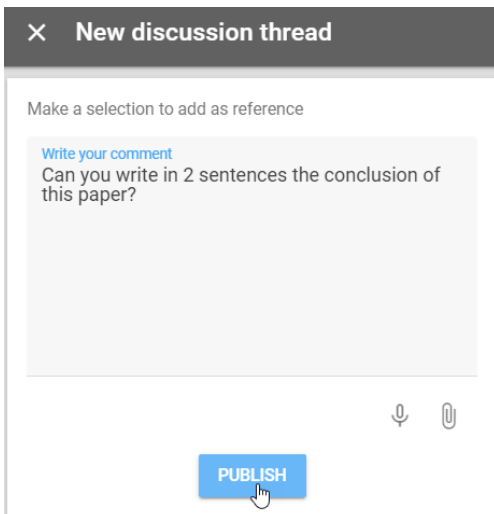 New discussion thread
Make a selection to add as reference
Write your comment
Can you write in 2 sentences the conclusion of
this paper?
PUBLISH